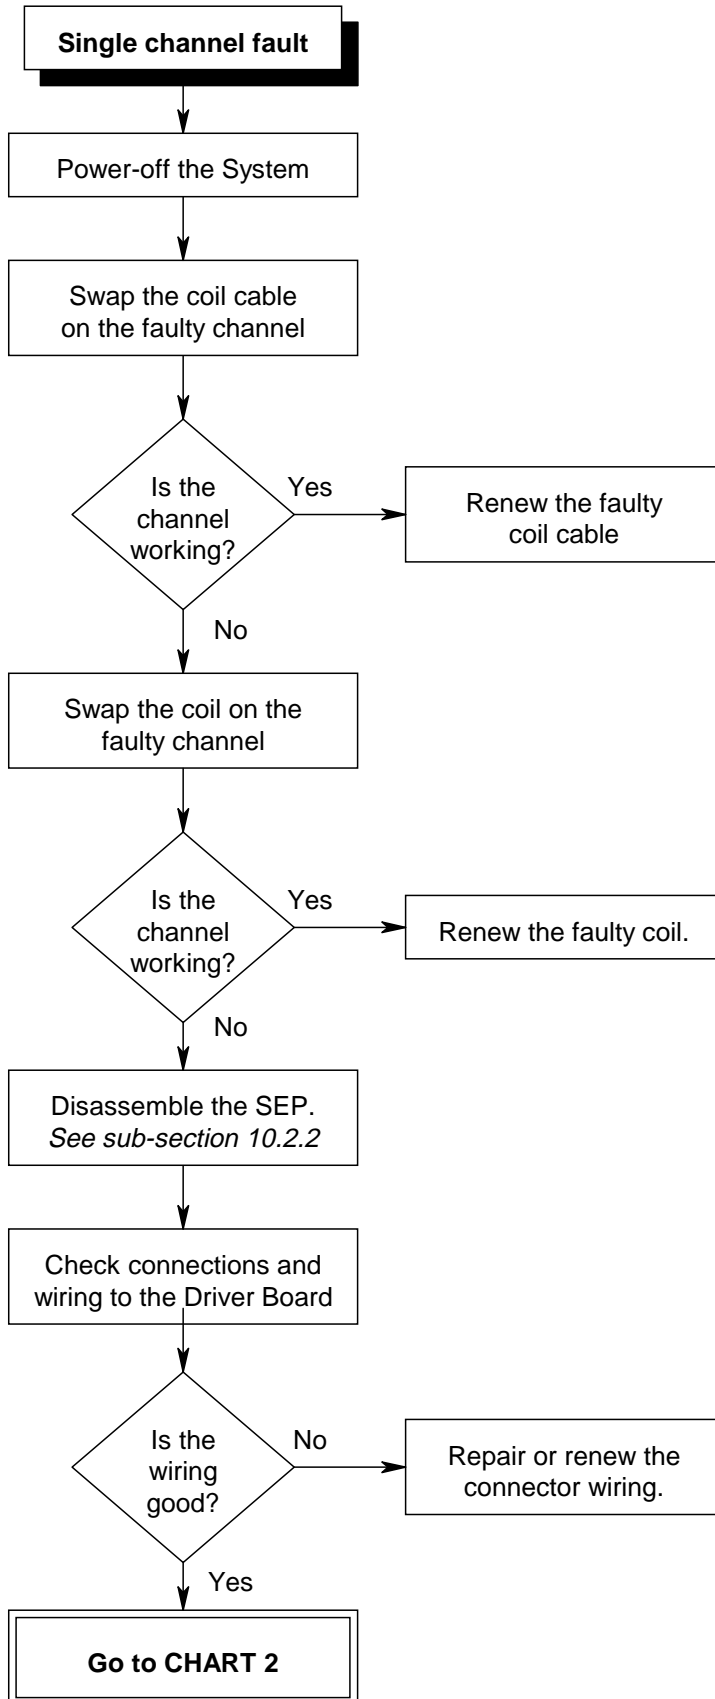 Single channel fault
Power-off the System
Swap the coil cable
on the faulty channel
Is the
channel
working?
Yes
Renew the faulty
coil cable
No
Swap the coil on the
faulty channel
Is the
channel
working?
Yes
Renew the faulty coil.
No
Disassemble the SEP.
See sub-section 10.2.2
Check connections and
wiring to the Driver Board
Is the
wiring
good?
No
Repair or renew the
connector wiring.
Yes
Go to CHART 2